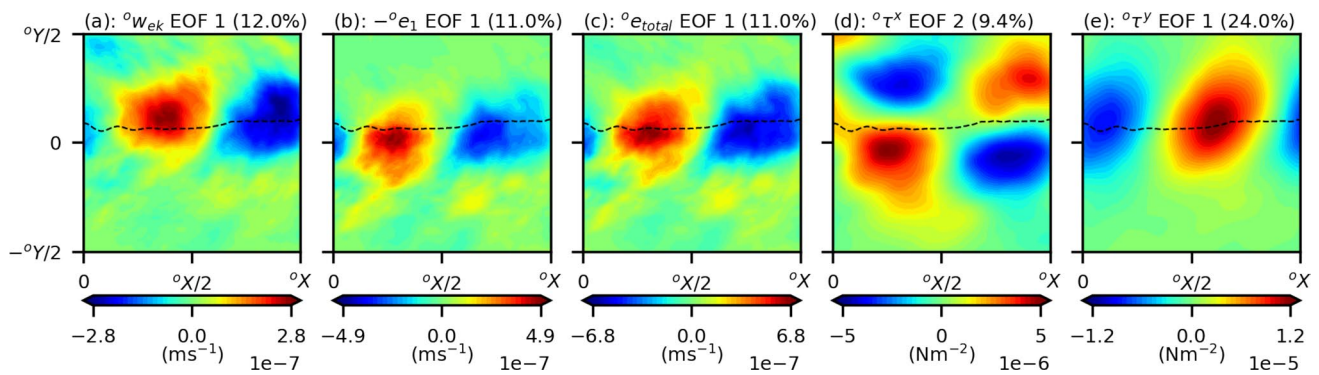 (a): ᵒw_ek EOF 1 (12.0%) (b): −ᵒe₁ EOF 1 (11.0%) (c): ᵒe_total EOF 1 (11.0%) (d): ᵒτˣ EOF 2 (9.4%) (e): ᵒτʸ EOF 1 (24.0%)
ᵒY/2
0
−ᵒY/2
0 ᵒX/2 0 ᵒX/2 0 ᵒX/2 0 ᵒX/2 0 ᵒX/2 ᵒX
−2.8 0.0 2.8 −4.9 0.0 4.9 −6.8 0.0 6.8 −5 0 5 −1.2 0.0 1.2
(ms⁻¹) 1e−7 (ms⁻¹) 1e−7 (ms⁻¹) 1e−7 (Nm⁻²) 1e−6 (Nm⁻²) 1e−5